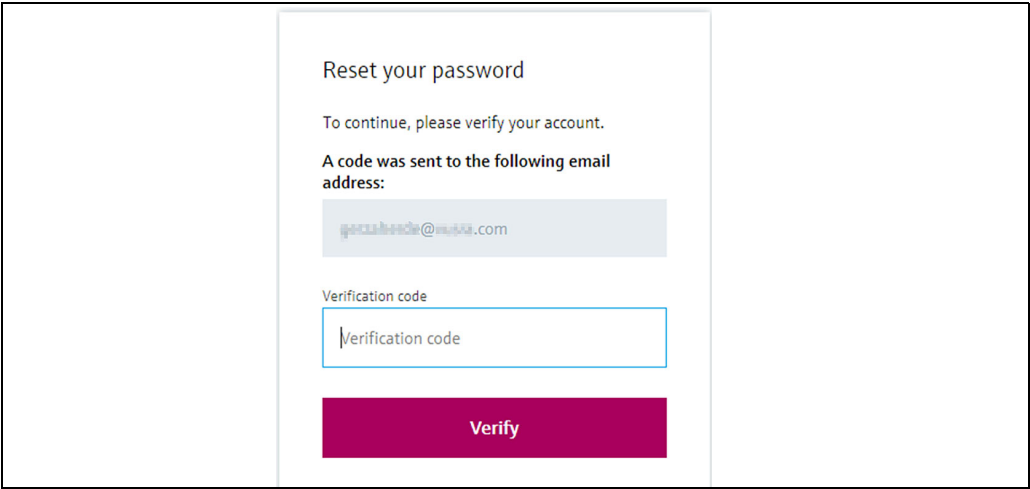 Reset your password
To continue, please verify your account.
A code was sent to the following email
address:
@ .com
Verification code
Verification code
Verify